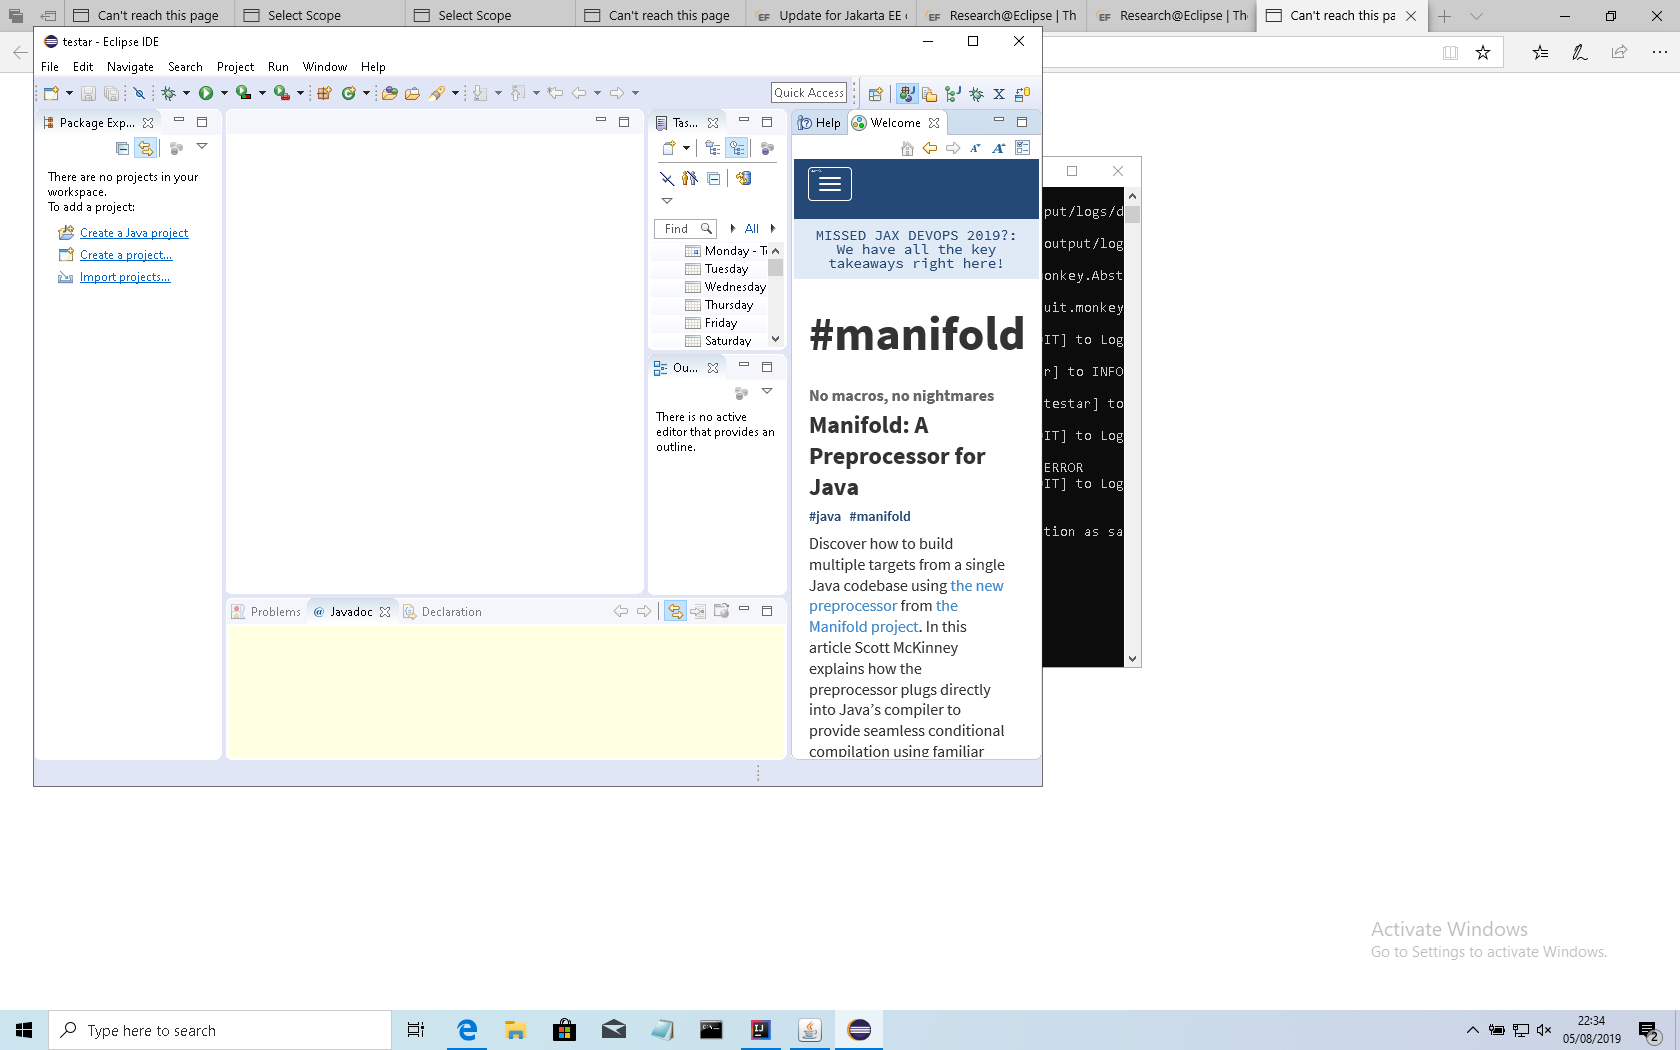 Can't reach this page
Select Scope
Select Scope
Can't reach this page
Update for Jakarta EE
Research@Eclipse | Th
Research@Eclipse | Th
Can't reach this pa
testar - Eclipse IDE
File Edit Navigate Search Project Run Window Help
Quick Access
Package Exp...
There are no projects in your
workspace.
To add a project:
Create a Java project
Create a project...
Import projects...
Tas...
Find
All
Monday - T
Tuesday
Wednesday
Thursday
Friday
Saturday
Ou...
There is no active
editor that provides an
outline.
Problems
Javadoc
Declaration
Help
Welcome
MISSED JAX DEVOPS 2019?:
We have all the key
takeaways right here!
#manifold
No macros, no nightmares
Manifold: A
Preprocessor for
Java
#java #manifold
Discover how to build
multiple targets from a single
Java codebase using the new
preprocessor from the
Manifold project. In this
article Scott McKinney
explains how the
preprocessor plugs directly
into Java’s compiler to
provide seamless conditional
compilation using familiar
put/logs/d
output/log
onkey.Abst
uit.monkey
IT] to Log
r] to INFO
testar] to
IT] to Log
ERROR
IT] to Log
tion as sa
Activate Windows
Go to Settings to activate Windows.
Type here to search
22:34
05/08/2019
2